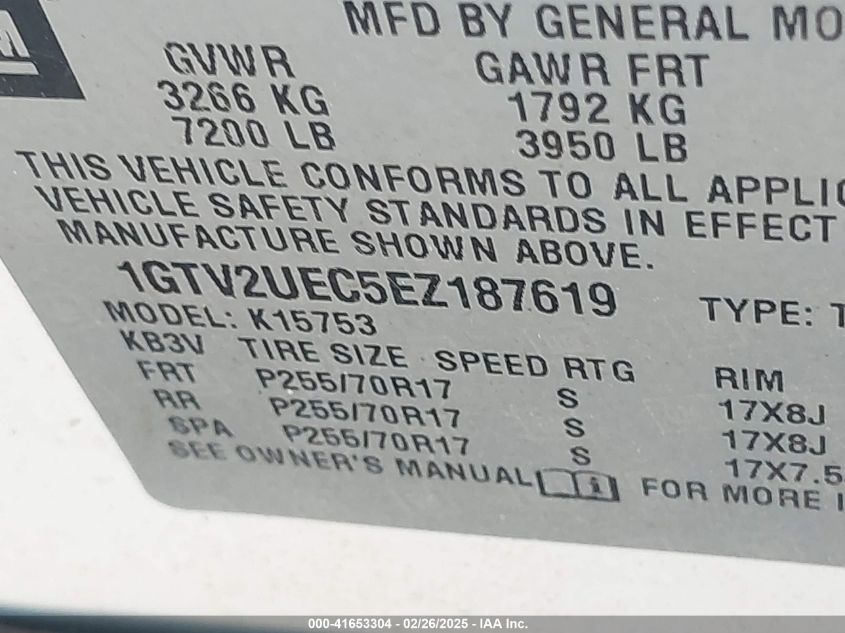 MFD BY GENERAL MO
GVWR GAWR FRT
3266 KG 1792 KG
7200 LB 3950 LB
THIS VEHICLE CONFORMS TO ALL APPLIC
VEHICLE SAFETY STANDARDS IN EFFECT
MANUFACTURE SHOWN ABOVE.
1GTV2UEC5EZ187619 TYPE: T
MODEL: K15753
KB3V TIRE SIZE SPEED RTG RIM
FRT P255/70R17 S 17X8J
RR P255/70R17 S 17X8J
SPA P255/70R17 S 17X7.5
SEE OWNER'S MANUAL i FOR MORE I
000-41653304 - 02/26/2025 - IAA Inc.